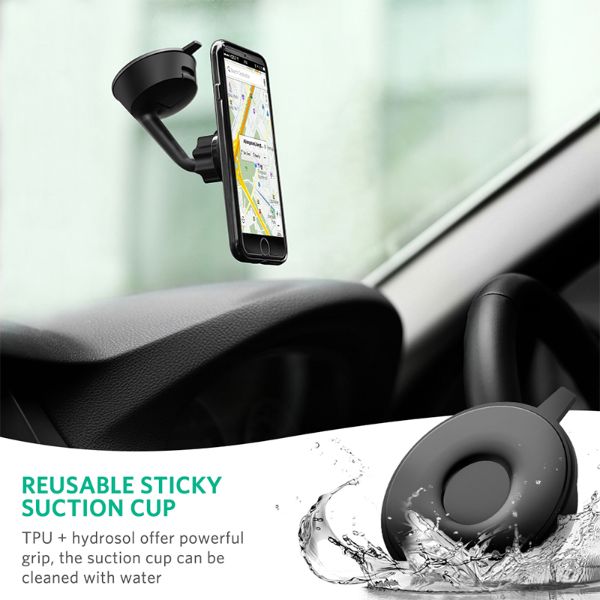 REUSABLE STICKY
SUCTION CUP
TPU + hydrosol offer powerful
grip, the suction cup can be
cleaned with water